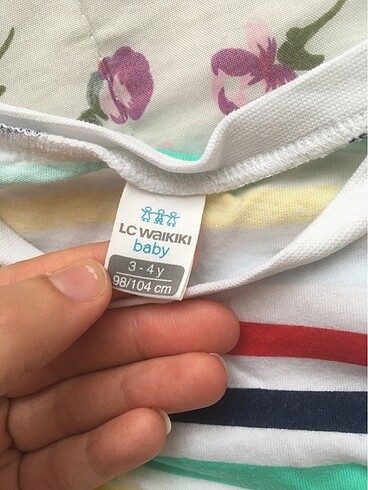 LC WAIKIKI
baby
3 - 4 y
98/104 cm